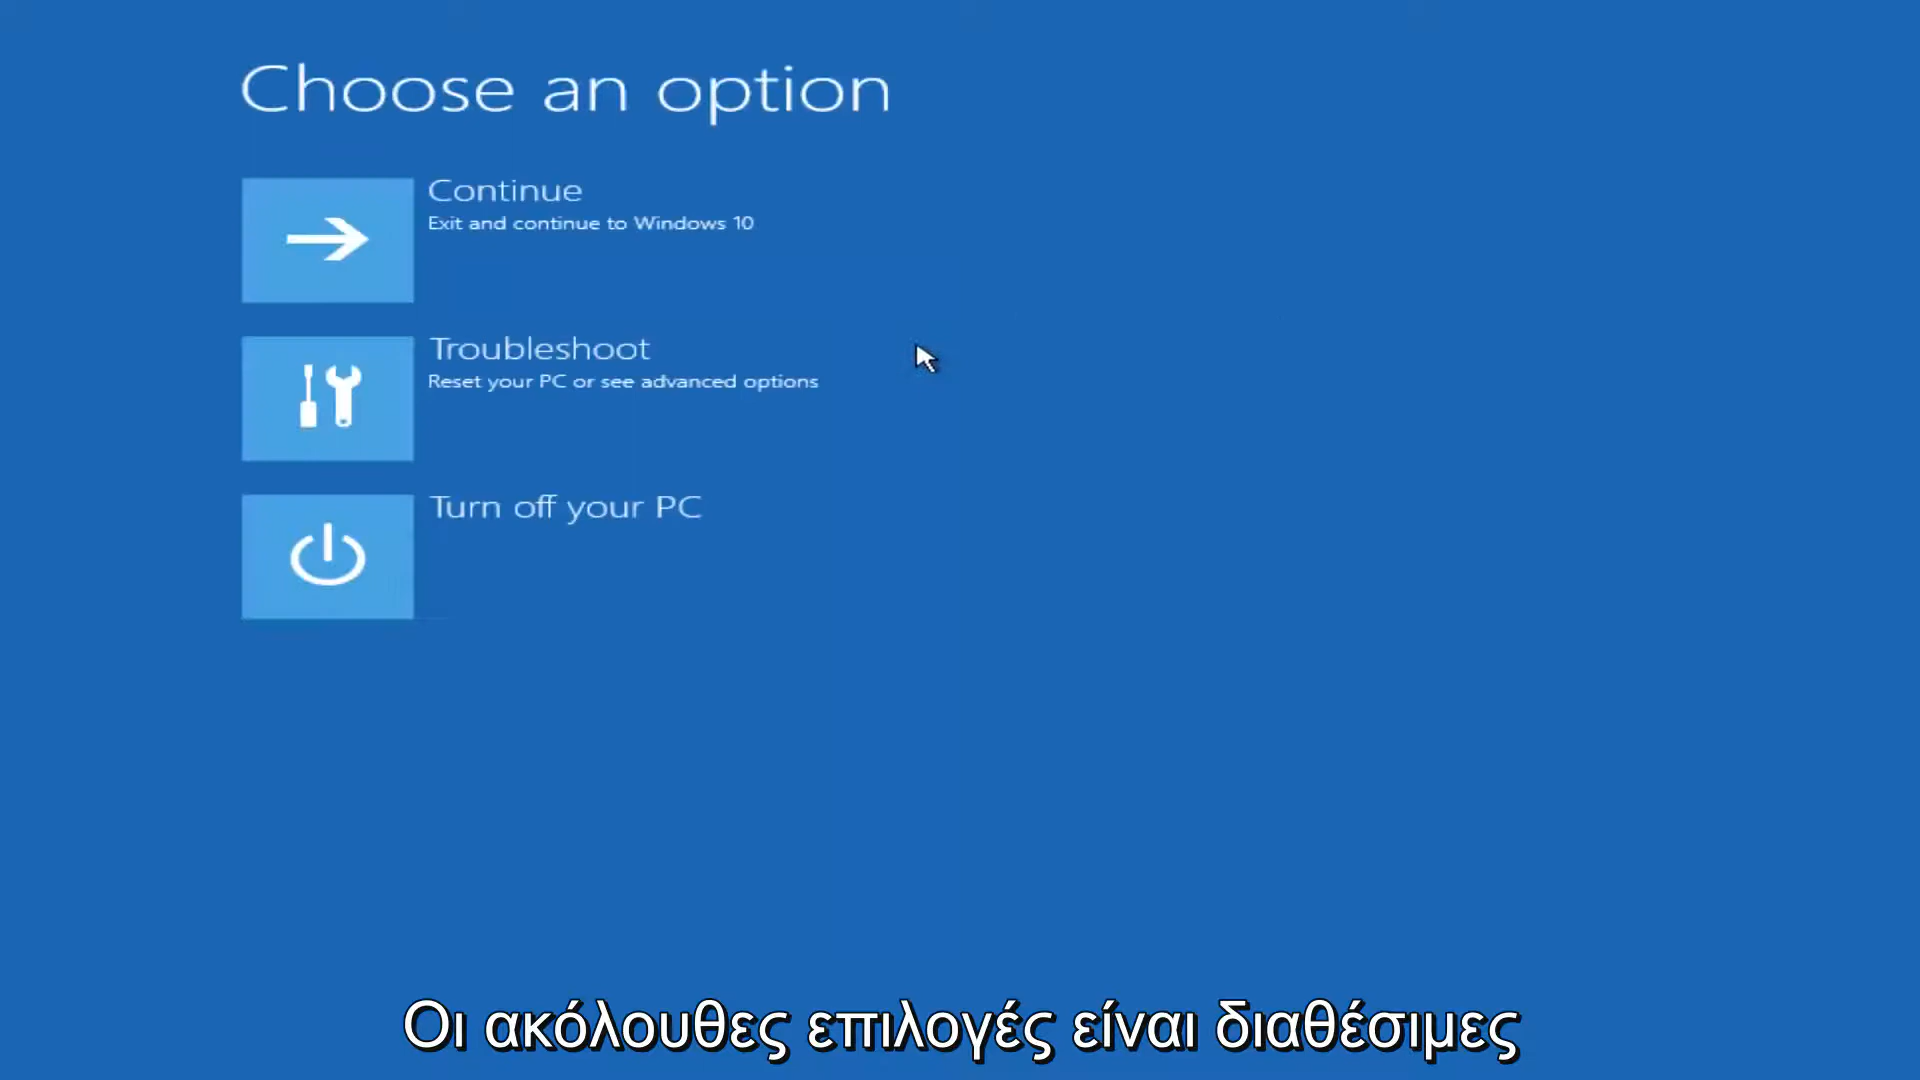 Choose an option
Continue
Exit and continue to Windows 10
Troubleshoot
Reset your PC or see advanced options
Turn off your PC
Οι ακόλουθες επιλογές είναι διαθέσιμες